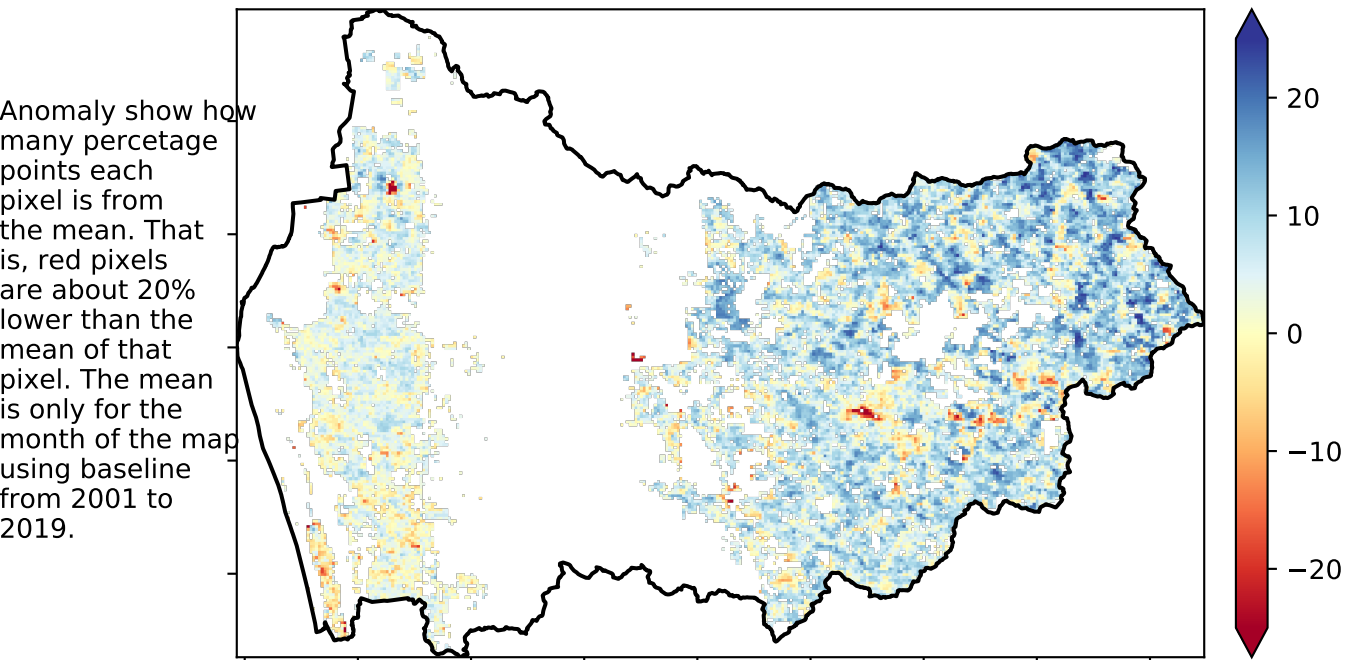 Anomaly show how
many percetage
points each
pixel is from
the mean. That
is, red pixels
are about 20%
lower than the
mean of that
pixel. The mean
is only for the
month of the map
using baseline
from 2001 to
2019.
20
10
0
−10
−20